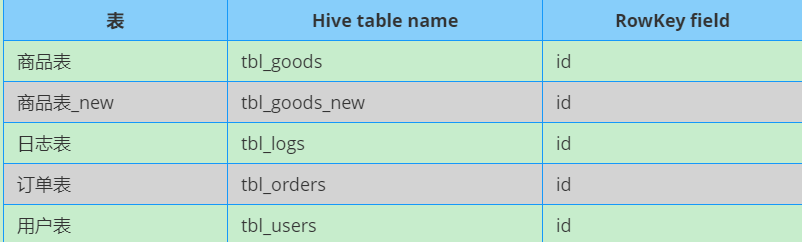 表 Hive table name RowKey field
商品表 tbl_goods id
商品表_new tbl_goods_new id
日志表 tbl_logs id
订单表 tbl_orders id
用户表 tbl_users id